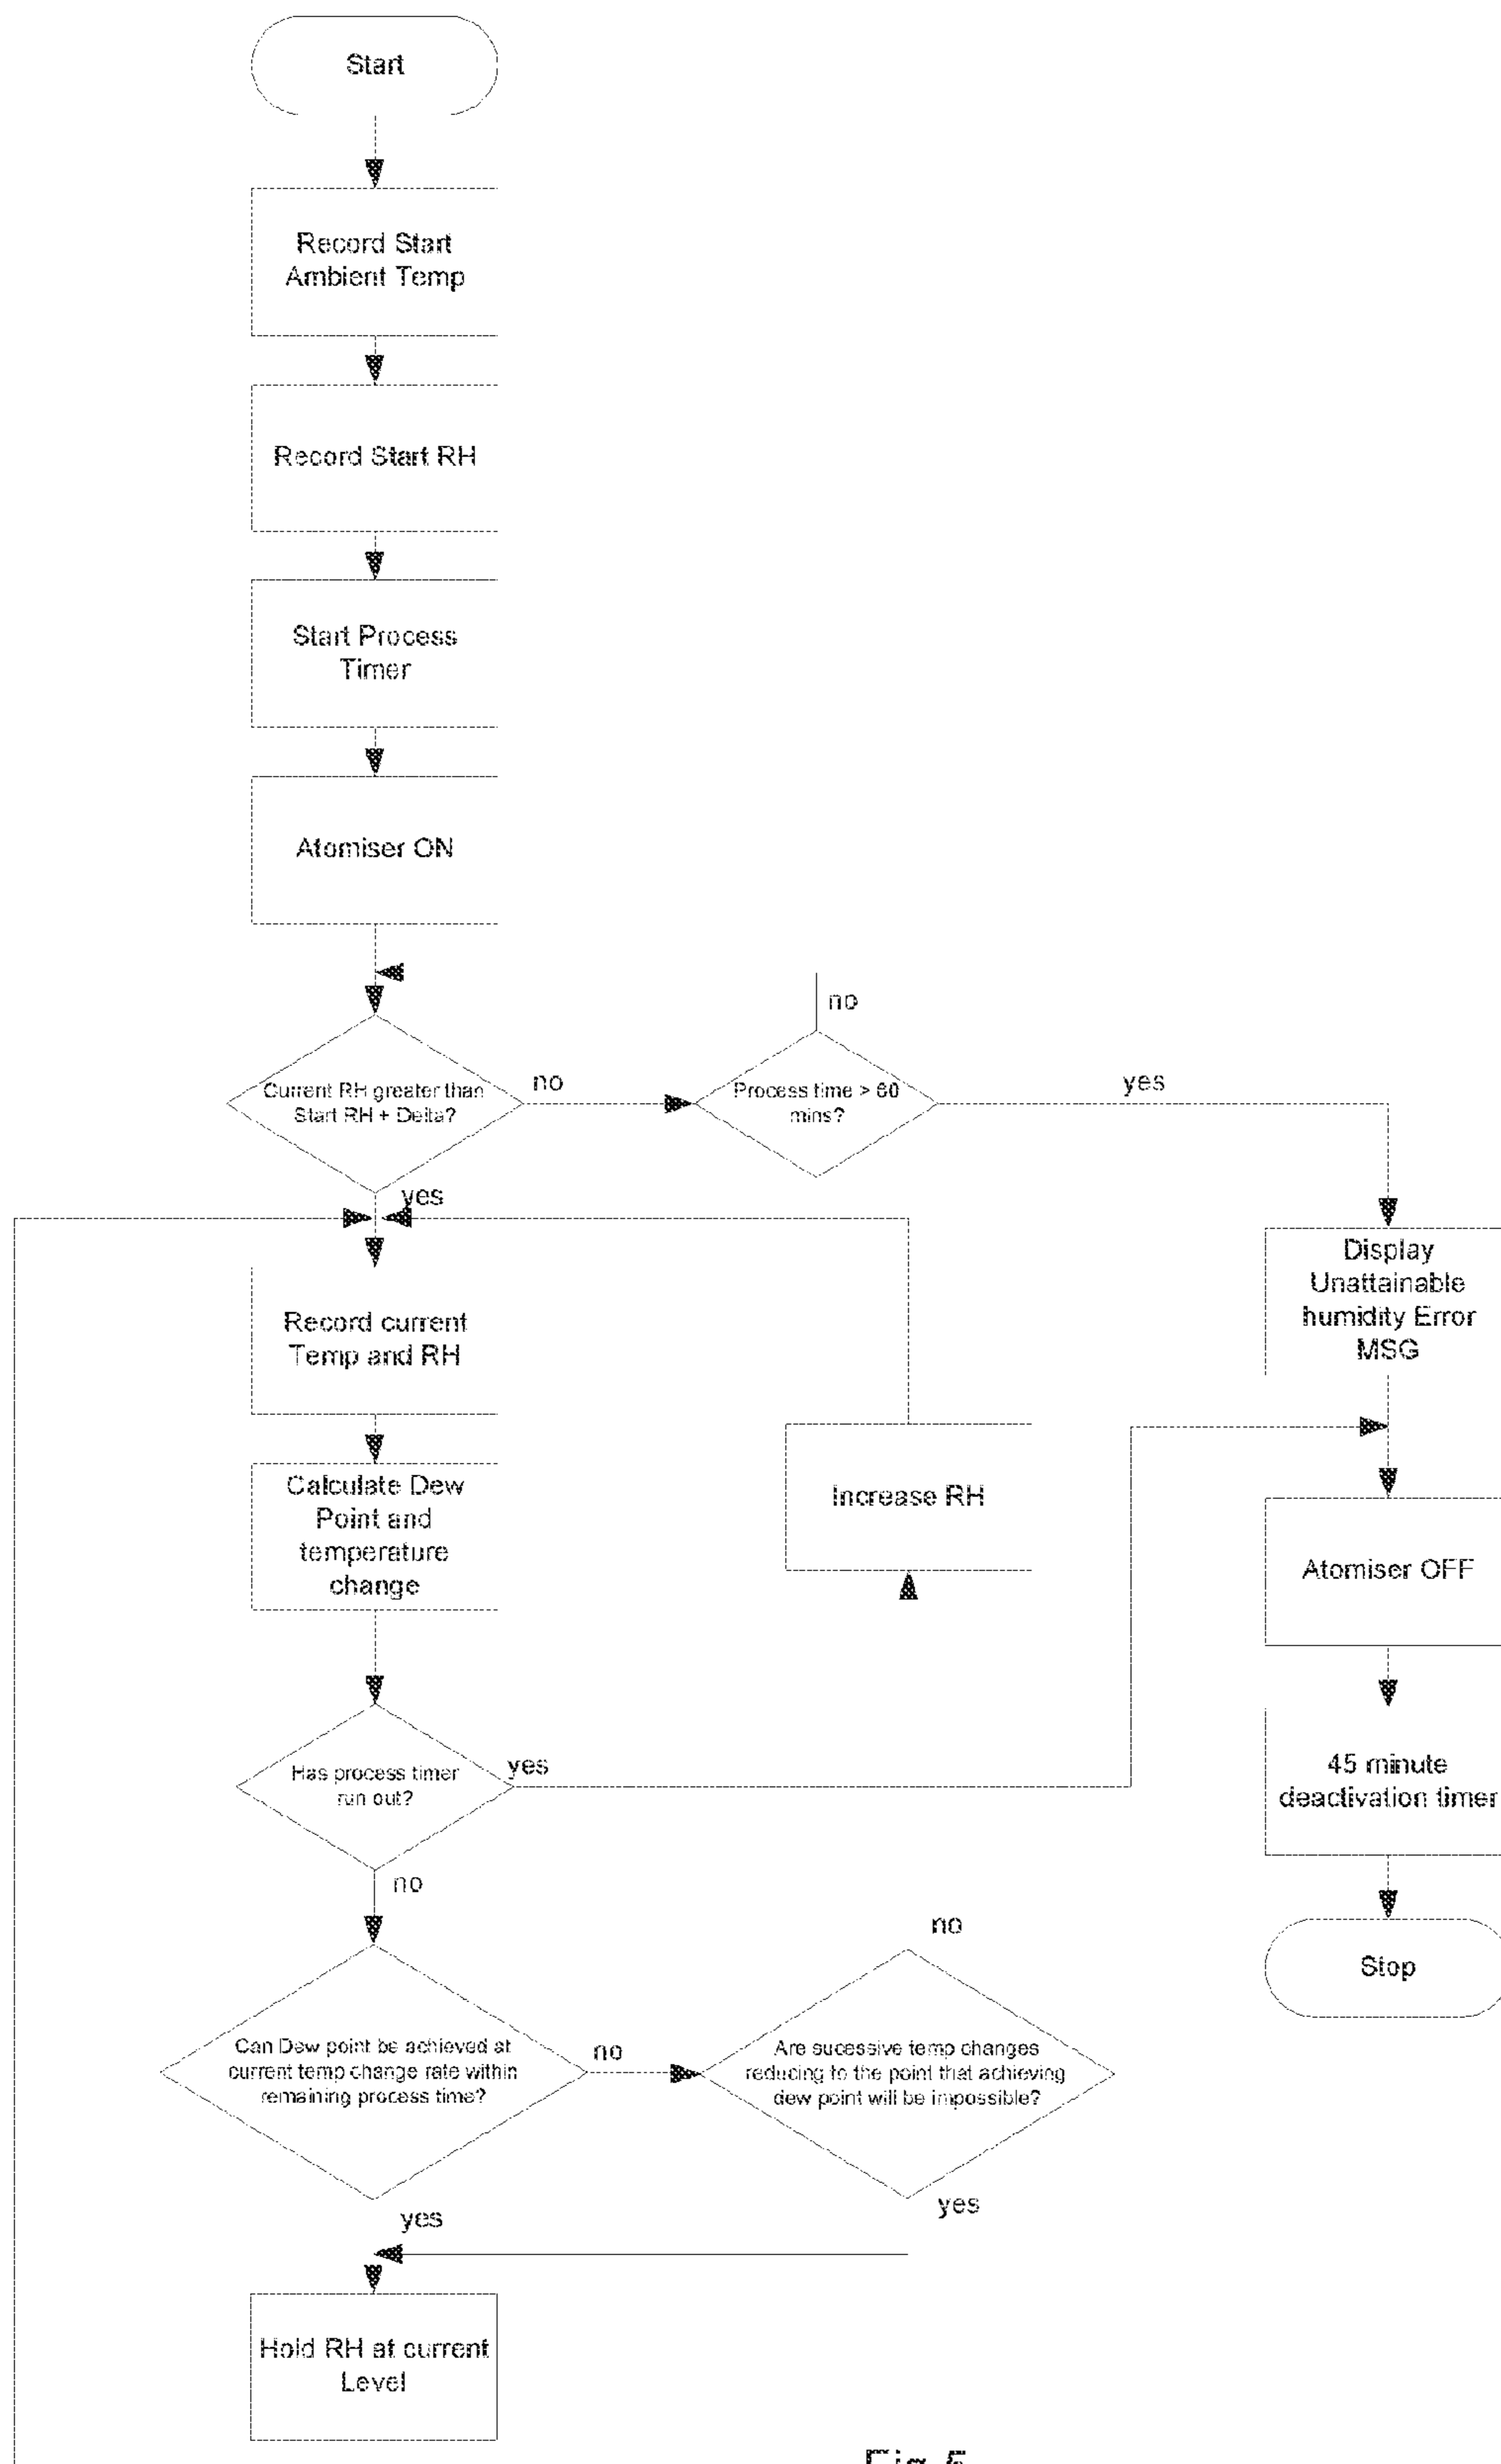 Start
Record Start
Ambient Temp
Record Start RH
Start Process
Timer
Atomiser ON
no
Current RH greater than
Start RH + Delta?
no
Process time > 60
mins?
yes
yes
Display
Unattainable
humidity Error
MSG
Record current
Temp and RH
Calculate Dew
Point and
temperature
change
Increase RH
Atomiser OFF
Has process timer
run out?
yes
45 minute
deactivation timer
no
no
Stop
Can Dew point be achieved at
current temp change rate within
remaining process time?
no
Are sucessive temp changes
reducing to the point that achieving
dew point will be impossible?
yes
yes
Hold RH at current
Level
Fig 5